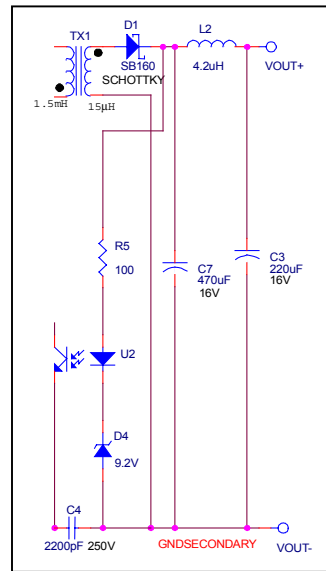 TX1
D1
SB160
SCHOTTKY
L2
4.2uH
VOUT+
1.5mH
15µH
R5
100
C7
470uF
16V
C3
220uF
16V
U2
D4
9.2V
C4
2200pF 250V
GNDSECONDARY
VOUT-